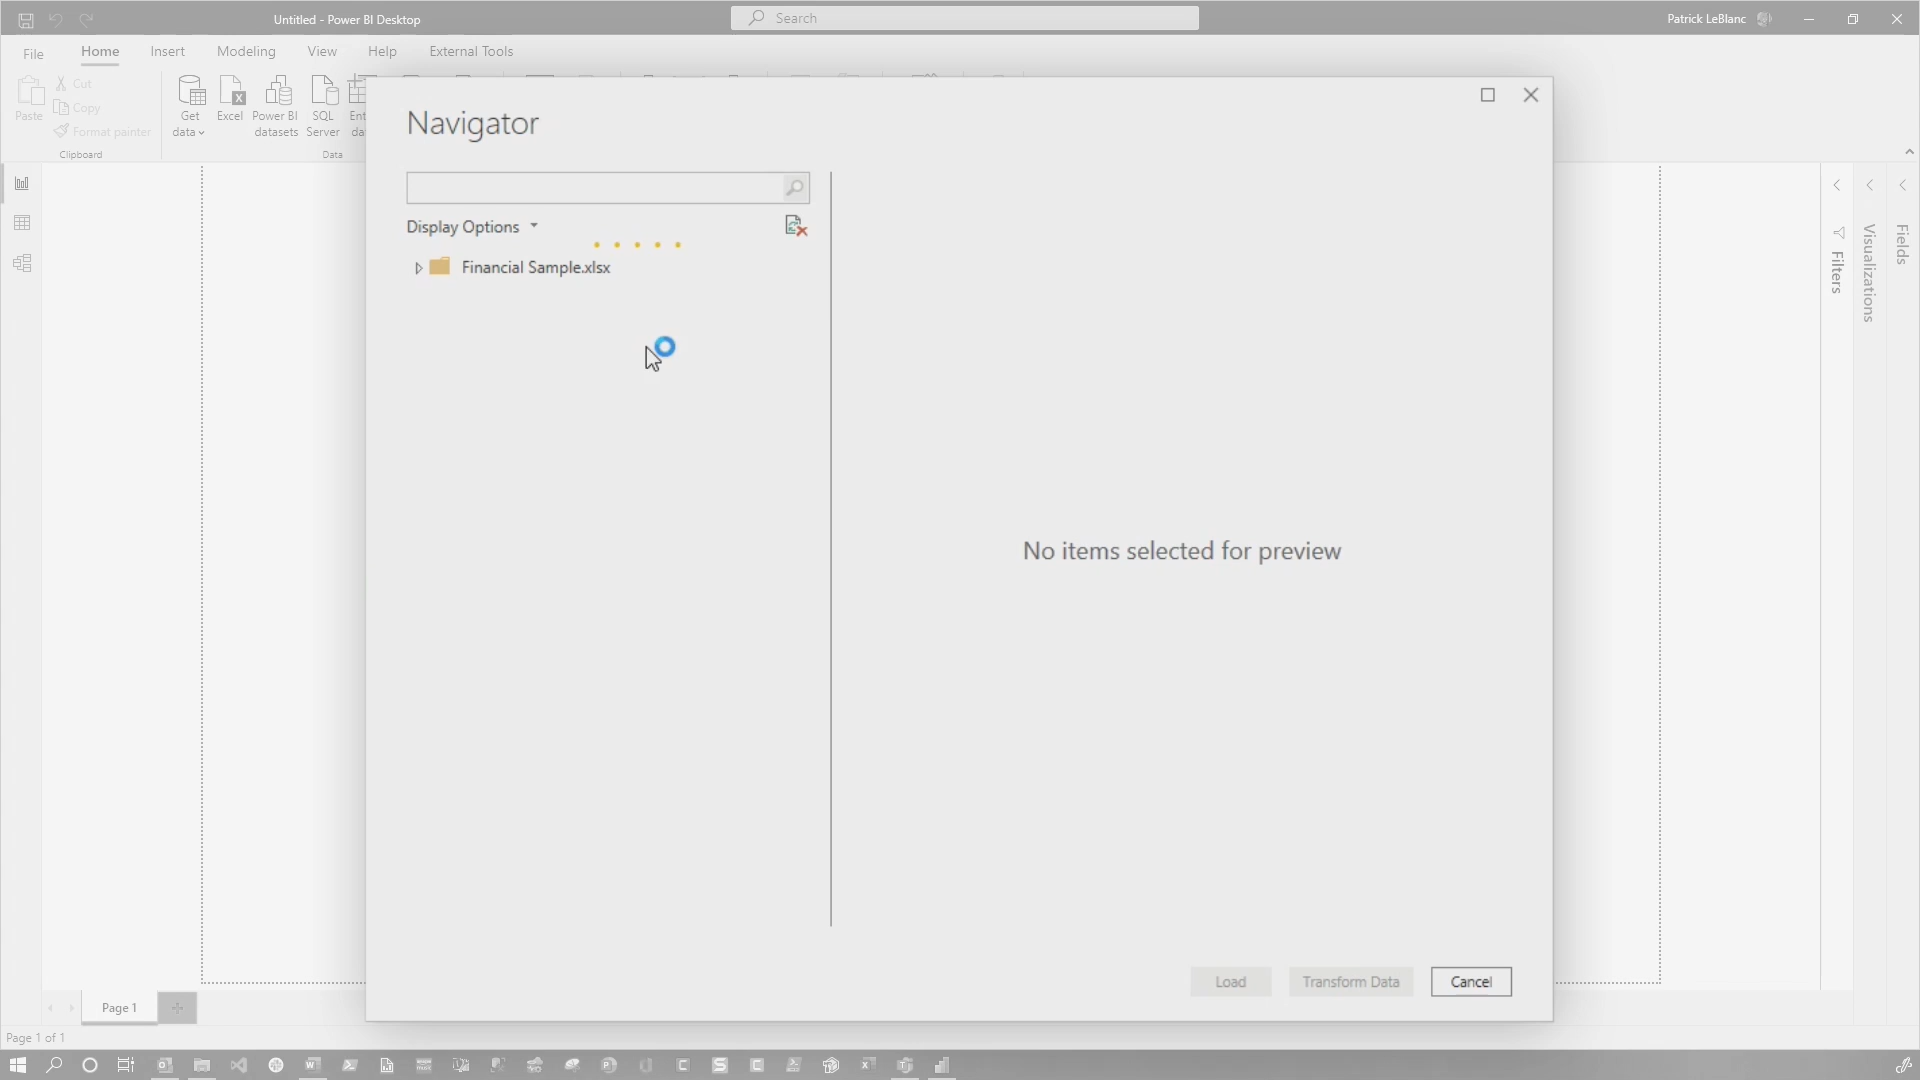 Untitled - Power BI Desktop
Search
Patrick LeBlanc
File
Home
Insert
Modeling
View
Help
External Tools
Paste
Cut
Copy
Format painter
Clipboard
Get
data
Excel
Power BI
datasets
SQL
Server
Data
Navigator
Display Options
Financial Sample.xlsx
No items selected for preview
Load
Transform Data
Cancel
Filters
Visualizations
Fields
Page 1
Page 1 of 1